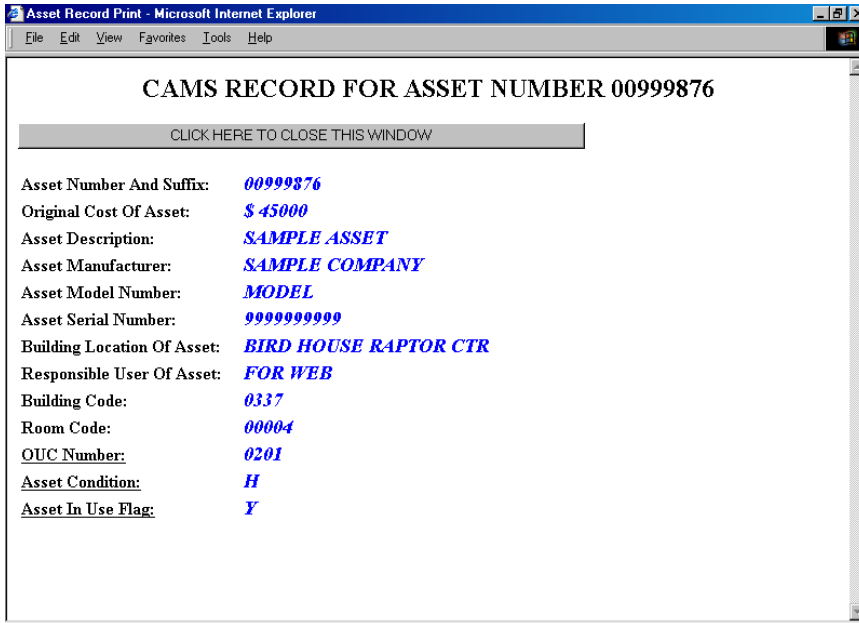 Asset Record Print - Microsoft Internet Explorer
File Edit View Favorites Tools Help
CAMS RECORD FOR ASSET NUMBER 00999876
CLICK HERE TO CLOSE THIS WINDOW
Asset Number And Suffix: 00999876
Original Cost Of Asset: $ 45000
Asset Description: SAMPLE ASSET
Asset Manufacturer: SAMPLE COMPANY
Asset Model Number: MODEL
Asset Serial Number: 9999999999
Building Location Of Asset: BIRD HOUSE RAPTOR CTR
Responsible User Of Asset: FOR WEB
Building Code: 0337
Room Code: 00004
OUC Number: 0201
Asset Condition: H
Asset In Use Flag: Y